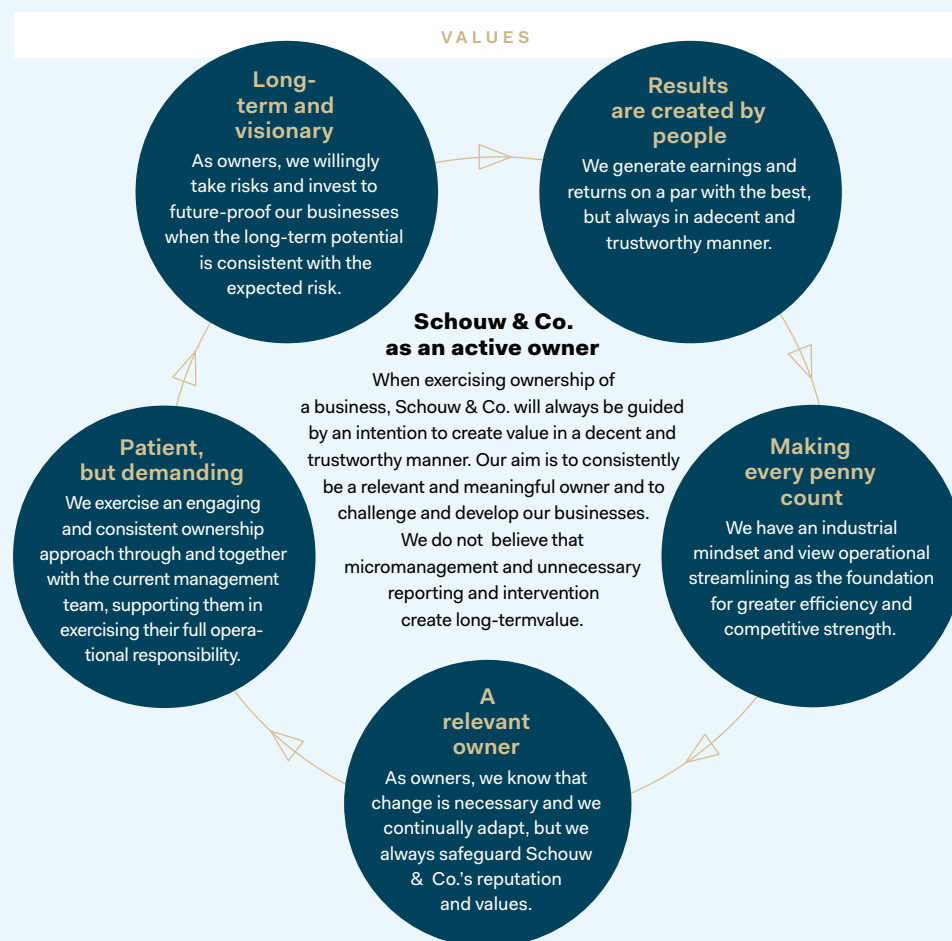 VALUES
Long-
term and
visionary
As owners, we willingly
take risks and invest to
future-proof our businesses
when the long-term potential
is consistent with the
expected risk.
Results
are created by
people
We generate earnings and
returns on a par with the best,
but always in adecent and
trustworthy manner.
Schouw & Co.
as an active owner
When exercising ownership of
a business, Schouw & Co. will always be guided
by an intention to create value in a decent and
trustworthy manner. Our aim is to consistently
be a relevant and meaningful owner and to
challenge and develop our businesses.
We do not believe that
micromanagement and unnecessary
reporting and intervention
create long-termvalue.
Patient,
but demanding
We exercise an engaging
and consistent ownership
approach through and together
with the current management
team, supporting them in
exercising their full opera-
tional responsibility.
Making
every penny
count
We have an industrial
mindset and view operational
streamlining as the foundation
for greater efficiency and
competitive strength.
A
relevant
owner
As owners, we know that
change is necessary and we
continually adapt, but we
always safeguard Schouw
& Co.'s reputation
and values.